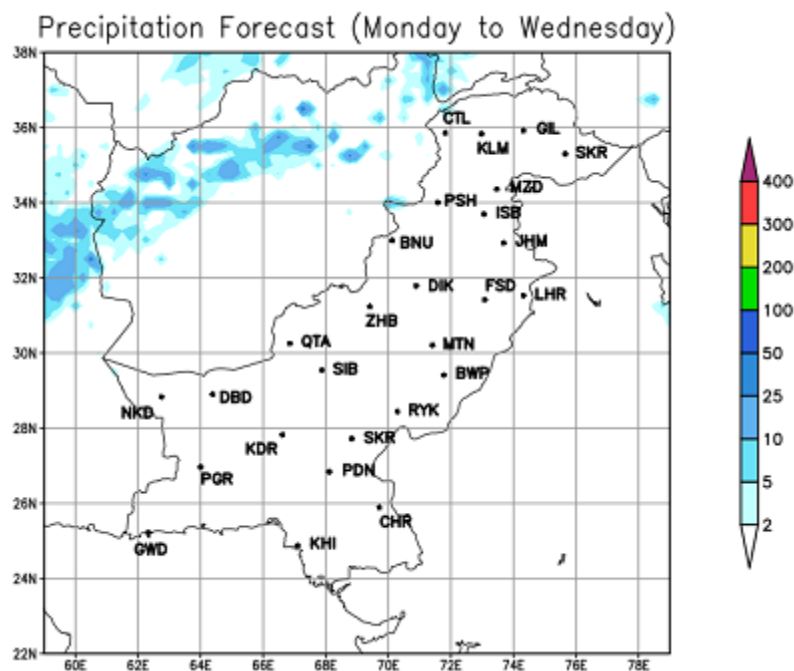 Precipitation Forecast (Monday to Wednesday)
38N
36N
34N
32N
30N
28N
26N
24N
22N
60E 62E 64E 66E 68E 70E 72E 74E 76E 78E
CTL
GIL
KLM
SKR
MZD
PSH
ISB
BNU
JHM
DIK
FSD
LHR
ZHB
QTA
MTN
SIB
BWP
DBD
NKD
RYK
SKR
KDR
PDN
PGR
CHR
GWD
KHI
400
300
200
100
50
25
10
5
2